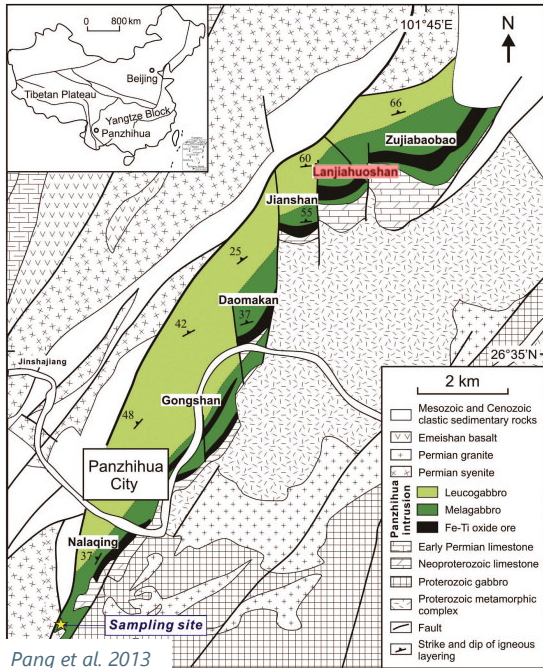 0 800 km
Beijing
Tibetan Plateau
Yangtze Block
Panzhihua
101°45'E
N
66
Zujiabaobao
60
Lanjiahuoshan
Jianshan
55
25
Daomakan
37
42
Jinshajiang
26°35'N
Gongshan
48
Panzhihua
City
Nalaqing
37
Sampling site
2 km
Mesozoic and Cenozoic
clastic sedimentary rocks
Emeishan basalt
Permian granite
Permian syenite
Panzhihua
intrusion
Leucogabbro
Melagabbro
Fe-Ti oxide ore
Early Permian limestone
Neoproterozoic limestone
Proterozoic gabbro
Proterozoic metamorphic
complex
Fault
Strike and dip of igneous
layering
Pang et al. 2013